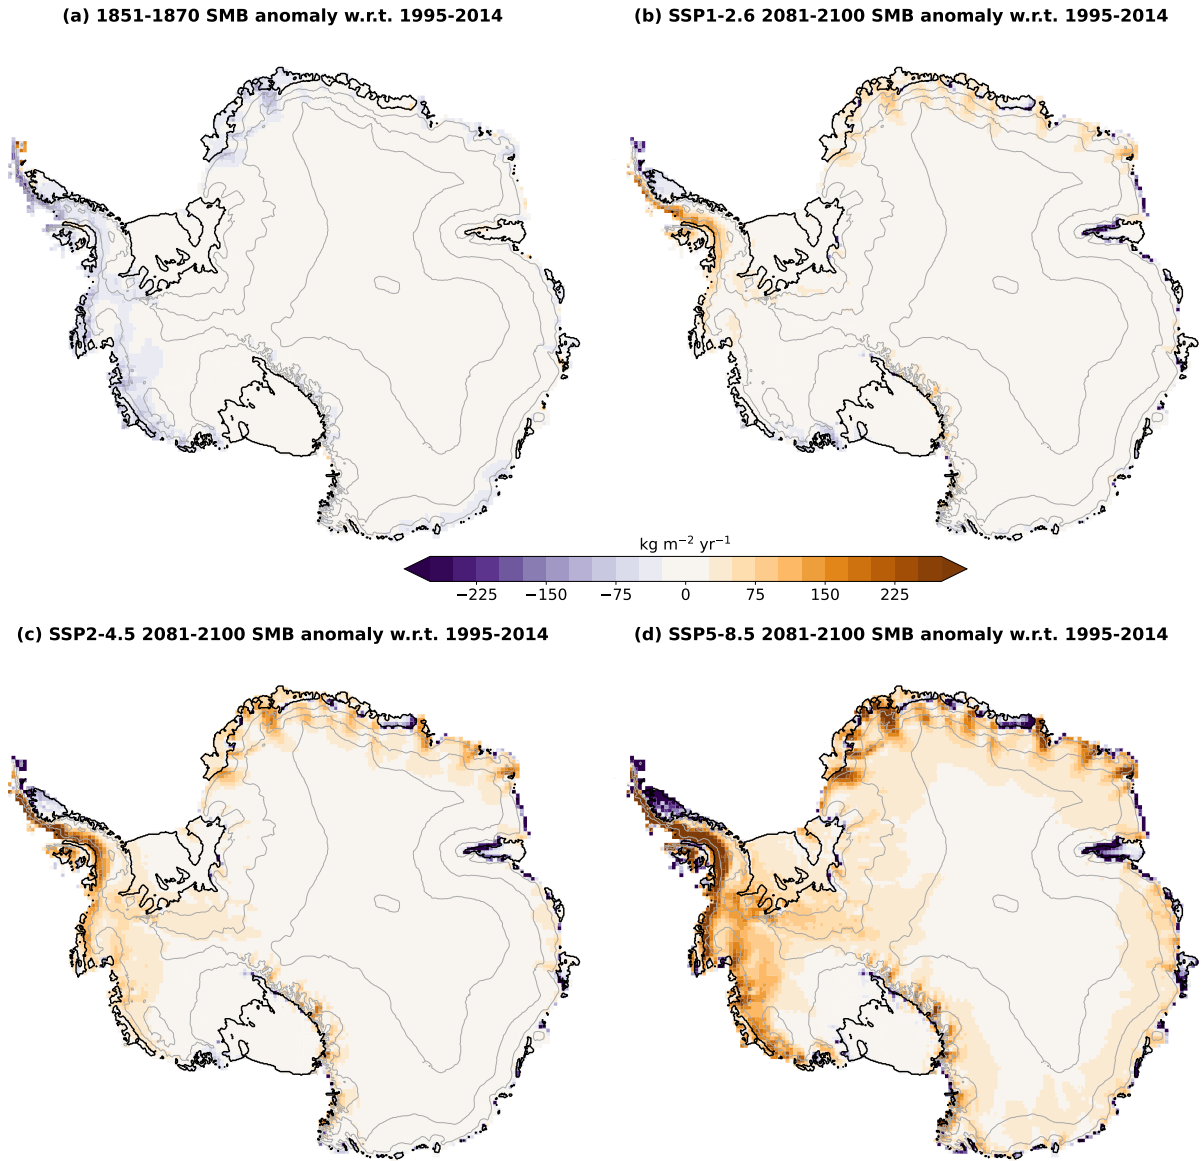 (a) 1851-1870 SMB anomaly w.r.t. 1995-2014
(b) SSP1-2.6 2081-2100 SMB anomaly w.r.t. 1995-2014
kg m⁻² yr⁻¹
−225 −150 −75 0 75 150 225
(c) SSP2-4.5 2081-2100 SMB anomaly w.r.t. 1995-2014
(d) SSP5-8.5 2081-2100 SMB anomaly w.r.t. 1995-2014